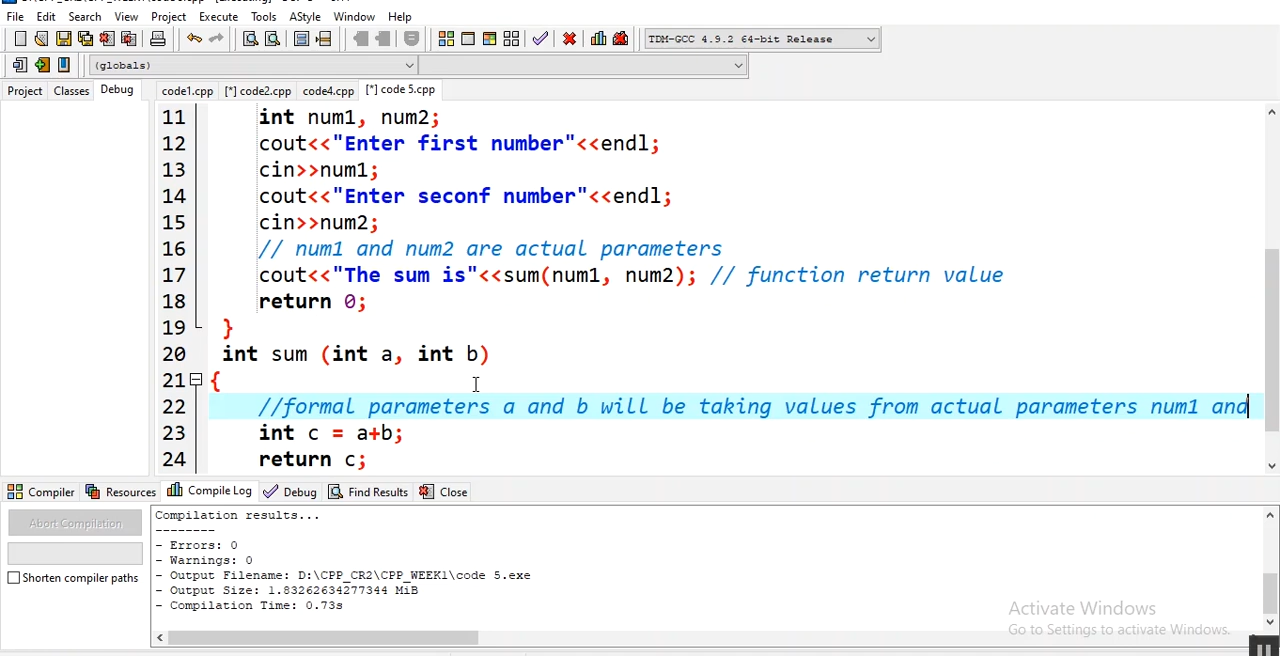 File Edit Search View Project Execute Tools AStyle Window Help
TDM-GCC 4.9.2 64-bit Release
(globals)
Project Classes Debug code1.cpp [*] code2.cpp code4.cpp [*] code 5.cpp
11 int num1, num2;
12 cout<<"Enter first number"<<endl;
13 cin>>num1;
14 cout<<"Enter seconf number"<<endl;
15 cin>>num2;
16 // num1 and num2 are actual parameters
17 cout<<"The sum is"<<sum(num1, num2); // function return value
18 return 0;
19 }
20 int sum (int a, int b)
21 {
22 //formal parameters a and b will be taking values from actual parameters num1 and
23 int c = a+b;
24 return c;
Compiler Resources Compile Log Debug Find Results Close
Abort Compilation
Shorten compiler paths
Compilation results...
--------
- Errors: 0
- Warnings: 0
- Output Filename: D:\CPP_CR2\CPP_WEEK1\code 5.exe
- Output Size: 1.83262634277344 MiB
- Compilation Time: 0.73s
Activate Windows
Go to Settings to activate Windows.